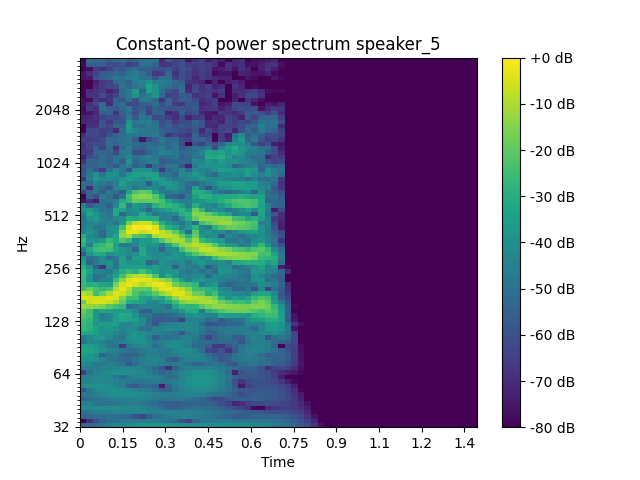 Constant-Q power spectrum speaker_5
Hz
2048
1024
512
256
128
64
32
0 0.15 0.3 0.45 0.6 0.75 0.9 1.1 1.2 1.4
Time
+0 dB
-10 dB
-20 dB
-30 dB
-40 dB
-50 dB
-60 dB
-70 dB
-80 dB